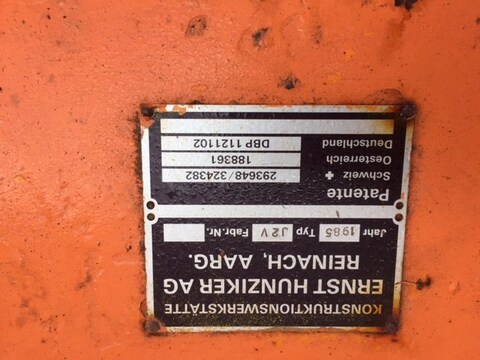 KONSTRUKTIONSWERKSTÄTTE
ERNST HUNZIKER AG
REINACH, AARG.
Jahr 1985 Typ J2V Fabr.Nr.
Patente
Schweiz + 293648/324382
Oesterreich 188361
Deutschland DBP 1121102